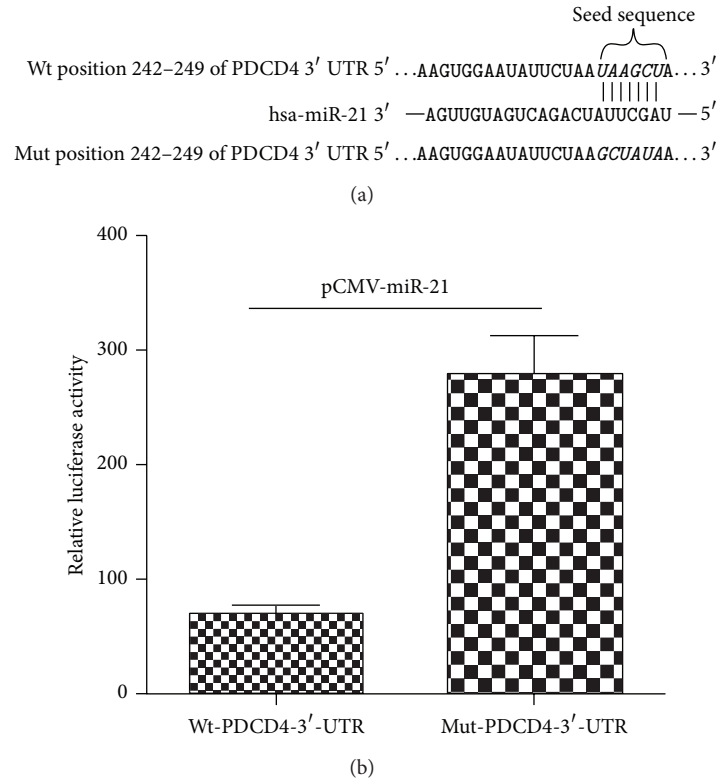 Seed sequence
Wt position 242–249 of PDCD4 3′ UTR 5′ ...AAGUGGAAUAUUCUAAUAAGCUA... 3′
hsa-miR-21 3′ —AGUUGUAGUCAGACUAUUCGAU — 5′
Mut position 242–249 of PDCD4 3′ UTR 5′ ...AAGUGGAAUAUUCUAAGCUAUAA... 3′
(a)
400
300
200
100
0
Relative luciferase activity
pCMV-miR-21
Wt-PDCD4-3′-UTR
Mut-PDCD4-3′-UTR
(b)